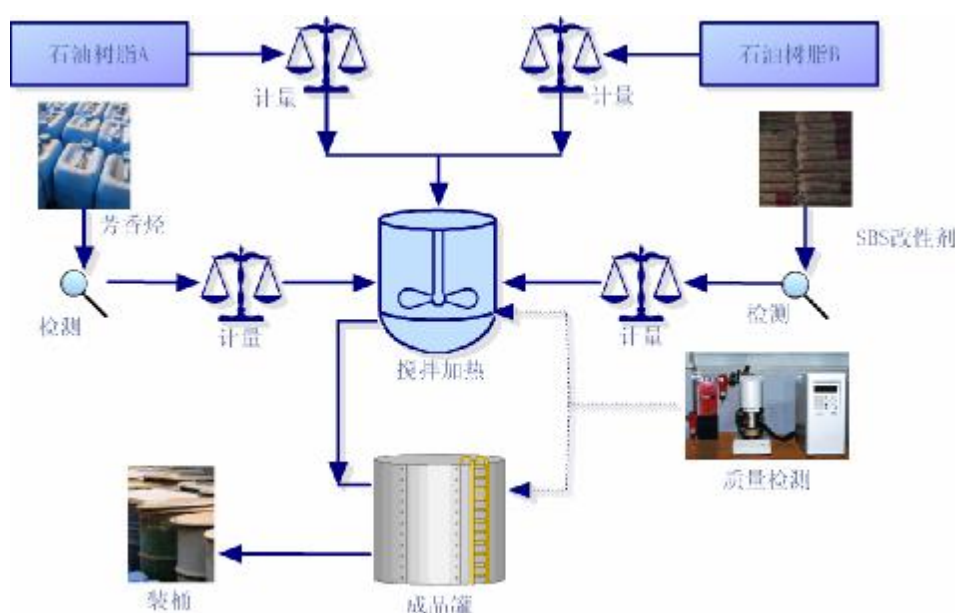 石油树脂A
石油树脂B
计量
计量
芳香烃
SBS改性剂
检测
计量
搅拌加热
计量
检测
质量检测
装桶
成品罐